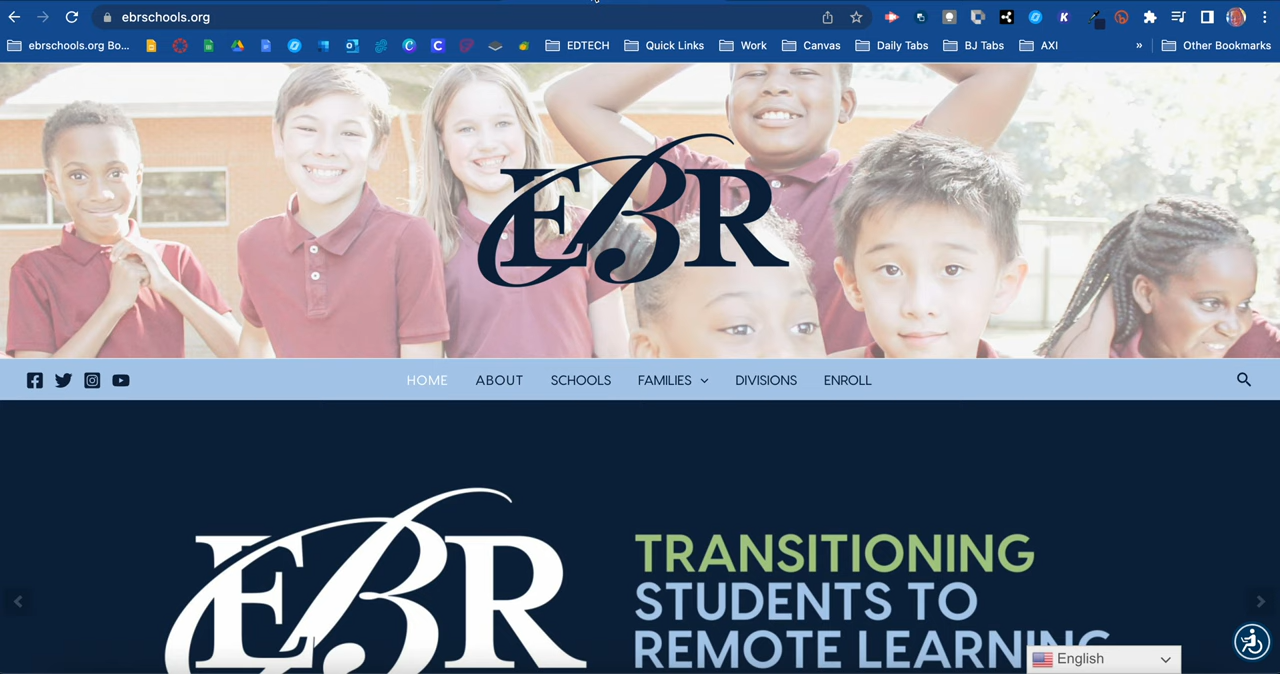 ebrschools.org
ebrschools.org Bo...
EDTECH
Quick Links
Work
Canvas
Daily Tabs
BJ Tabs
AXI
»
Other Bookmarks
EBR
HOME
ABOUT
SCHOOLS
FAMILIES
DIVISIONS
ENROLL
EBR
TRANSITIONING
STUDENTS TO
REMOTE LEARNING
English